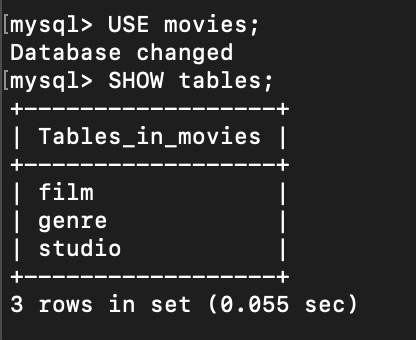 [mysql> USE movies;
Database changed
[mysql> SHOW tables;
+------------------+
| Tables_in_movies |
+------------------+
| film             |
| genre            |
| studio           |
+------------------+
3 rows in set (0.055 sec)